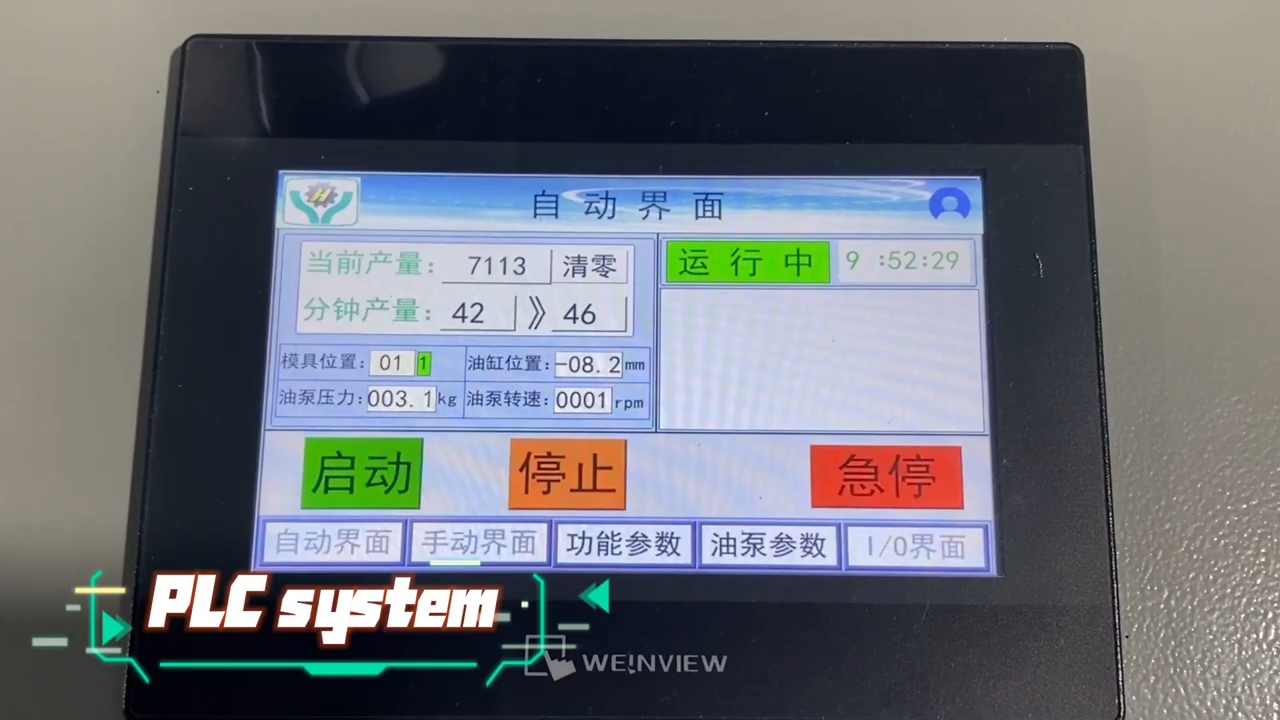 H
自动界面
当前产量: 7113 清零
分钟产量: 42 》 46
运行中 9 :52:29
模具位置: 01 1 油缸位置: -08.2 mm
油泵压力: 003.1 kg 油泵转速: 0001 rpm
启动 停止 急停
自动界面 手动界面 功能参数 油泵参数 I/O界面
PLC system
WEINVIEW